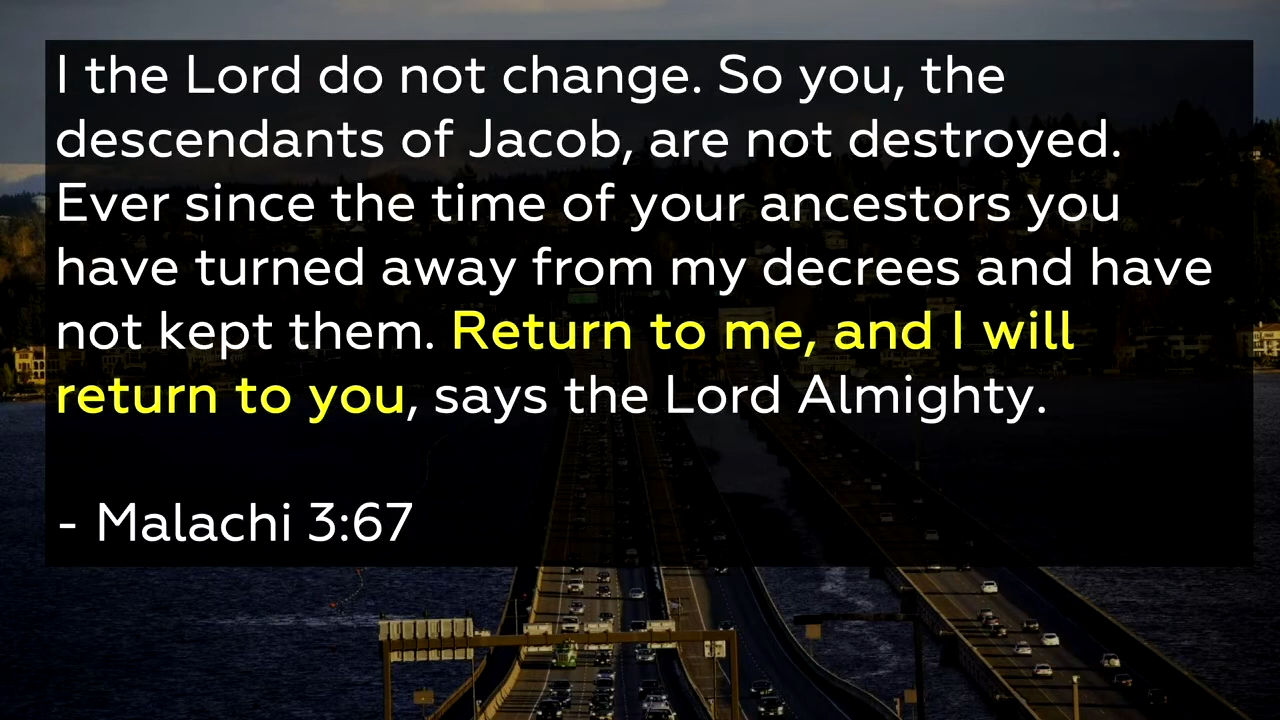 I the Lord do not change. So you, the
descendants of Jacob, are not destroyed.
Ever since the time of your ancestors you
have turned away from my decrees and have
not kept them. Return to me, and I will
return to you, says the Lord Almighty.
- Malachi 3:67